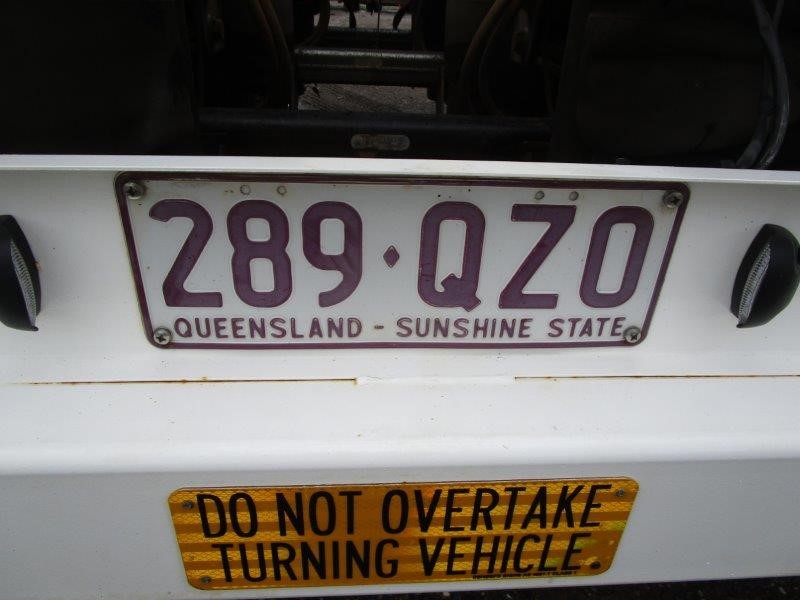 289·QZO
QUEENSLAND - SUNSHINE STATE
DO NOT OVERTAKE
TURNING VEHICLE